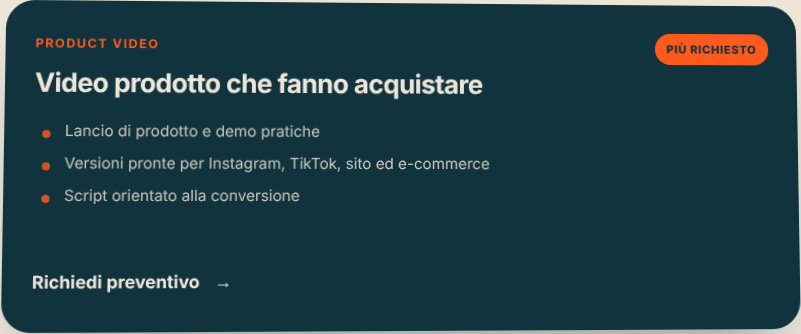 PRODUCT VIDEO
PIÙ RICHIESTO
Video prodotto che fanno acquistare
Lancio di prodotto e demo pratiche
Versioni pronte per Instagram, TikTok, sito ed e-commerce
Script orientato alla conversione
Richiedi preventivo →